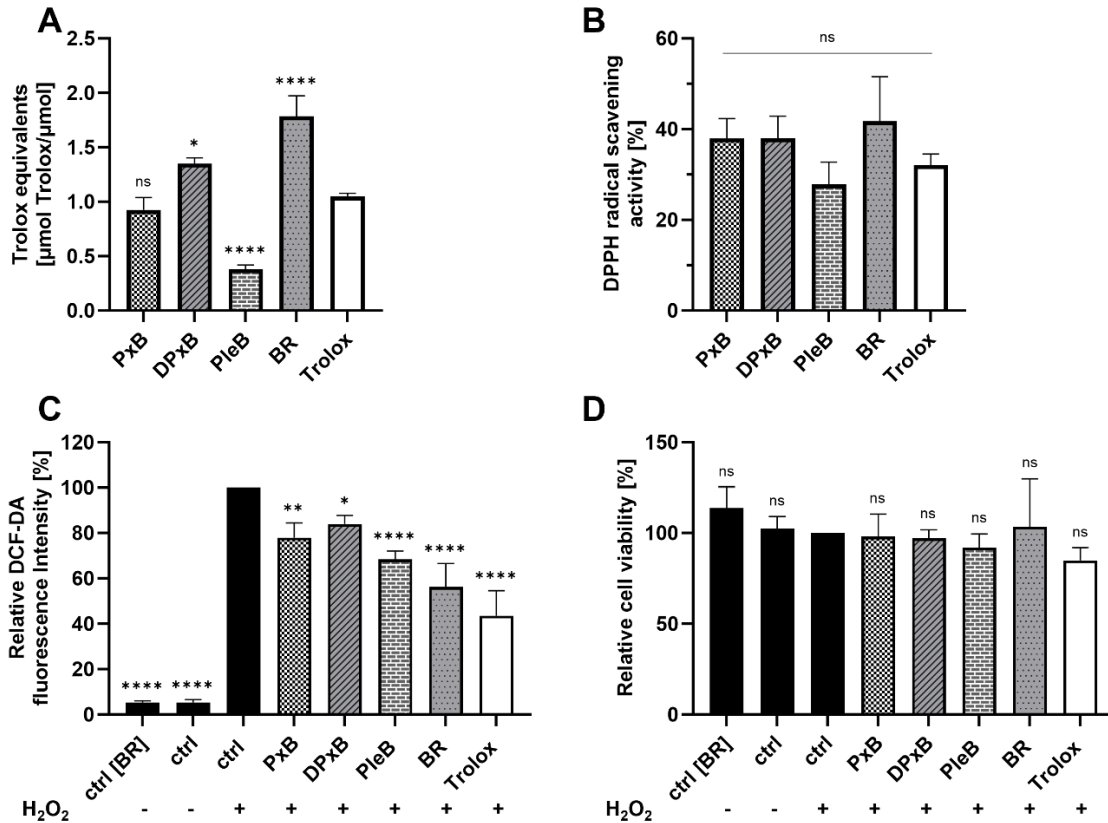 A
Trolox equivalents
[µmol Trolox/µmol]
2.5
2.0
1.5
1.0
0.5
0.0
ns
*
****
****
PxB
DPxB
PleB
BR
Trolox
B
DPPH radical scavening
activity [%]
60
40
20
0
ns
PxB
DPxB
PleB
BR
Trolox
C
Relative DCF-DA
fluorescence Intensity [%]
120
100
80
60
40
20
0
****
****
**
*
****
****
****
ctrl [BR]
ctrl
ctrl
PxB
DPxB
PleB
BR
Trolox
H₂O₂ - - + + + + + +
D
Relative cell viability [%]
150
100
50
0
ns
ns
ns
ns
ns
ns
ns
ctrl [BR]
ctrl
ctrl
PxB
DPxB
PleB
BR
Trolox
H₂O₂ - - + + + + + +